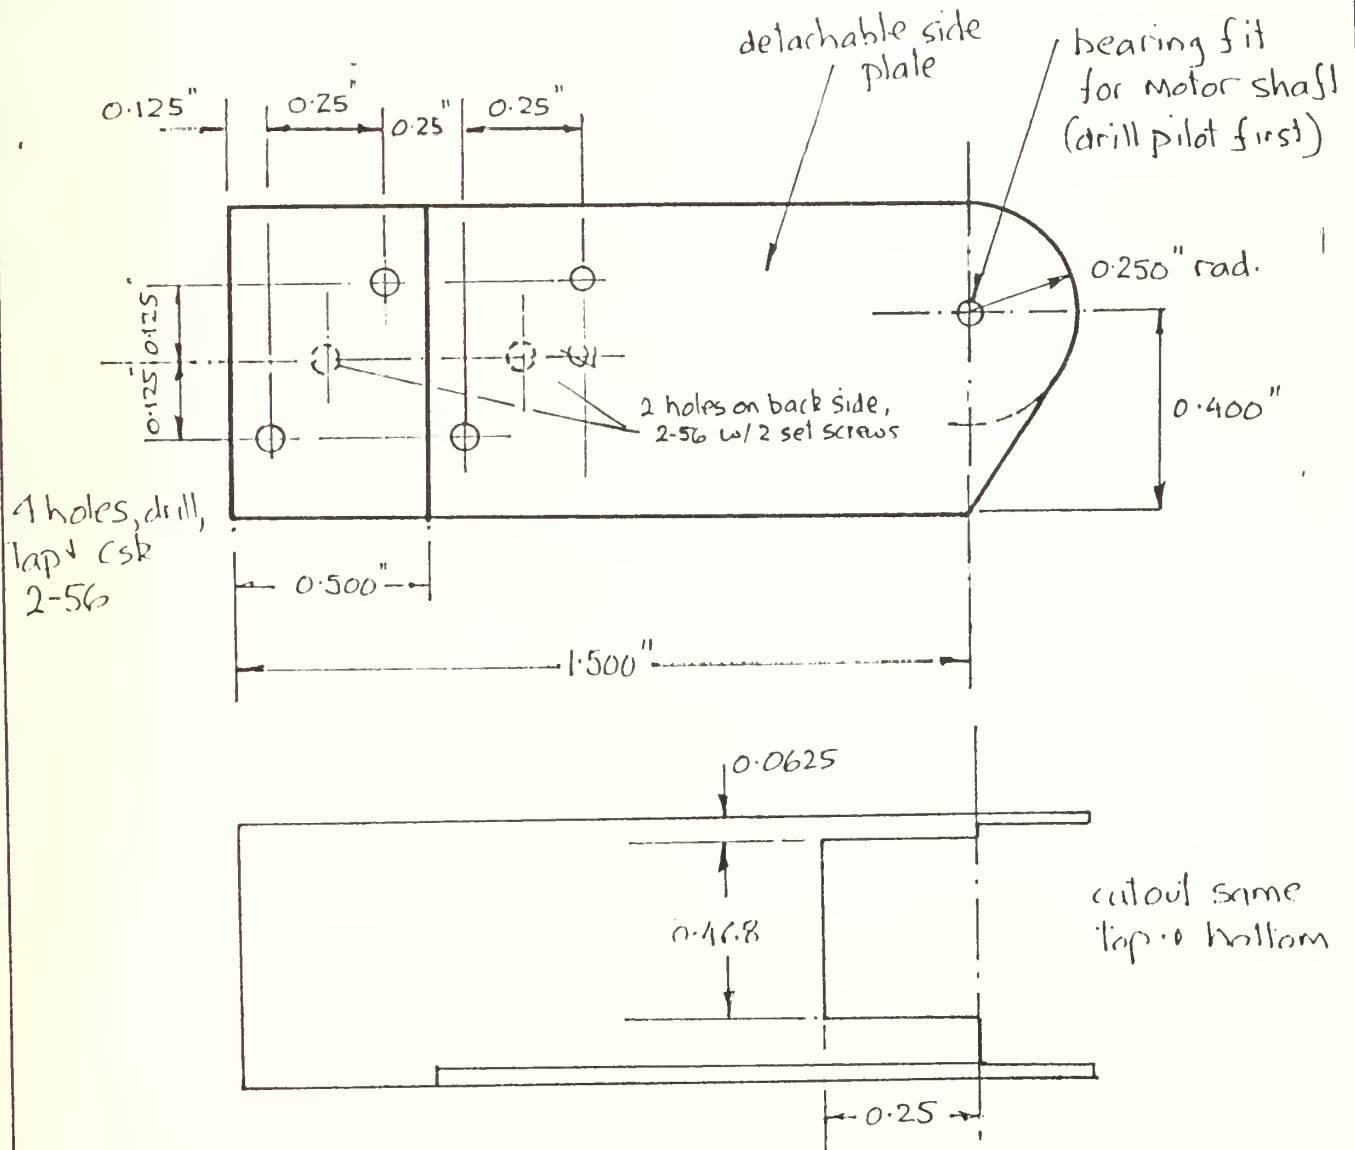 detachable side
plate
bearing fit
for motor shaft
(drill pilot first)
0.125"
0.25"
0.25"
0.25"
0.250" rad.
0.125
0.125
0.400"
2 holes on back side,
2-56 w/2 set screws
4 holes, drill,
tap + csk
2-56
0.500"
1.500"
0.0625
0.468
cutout same
top + bottom
0.25